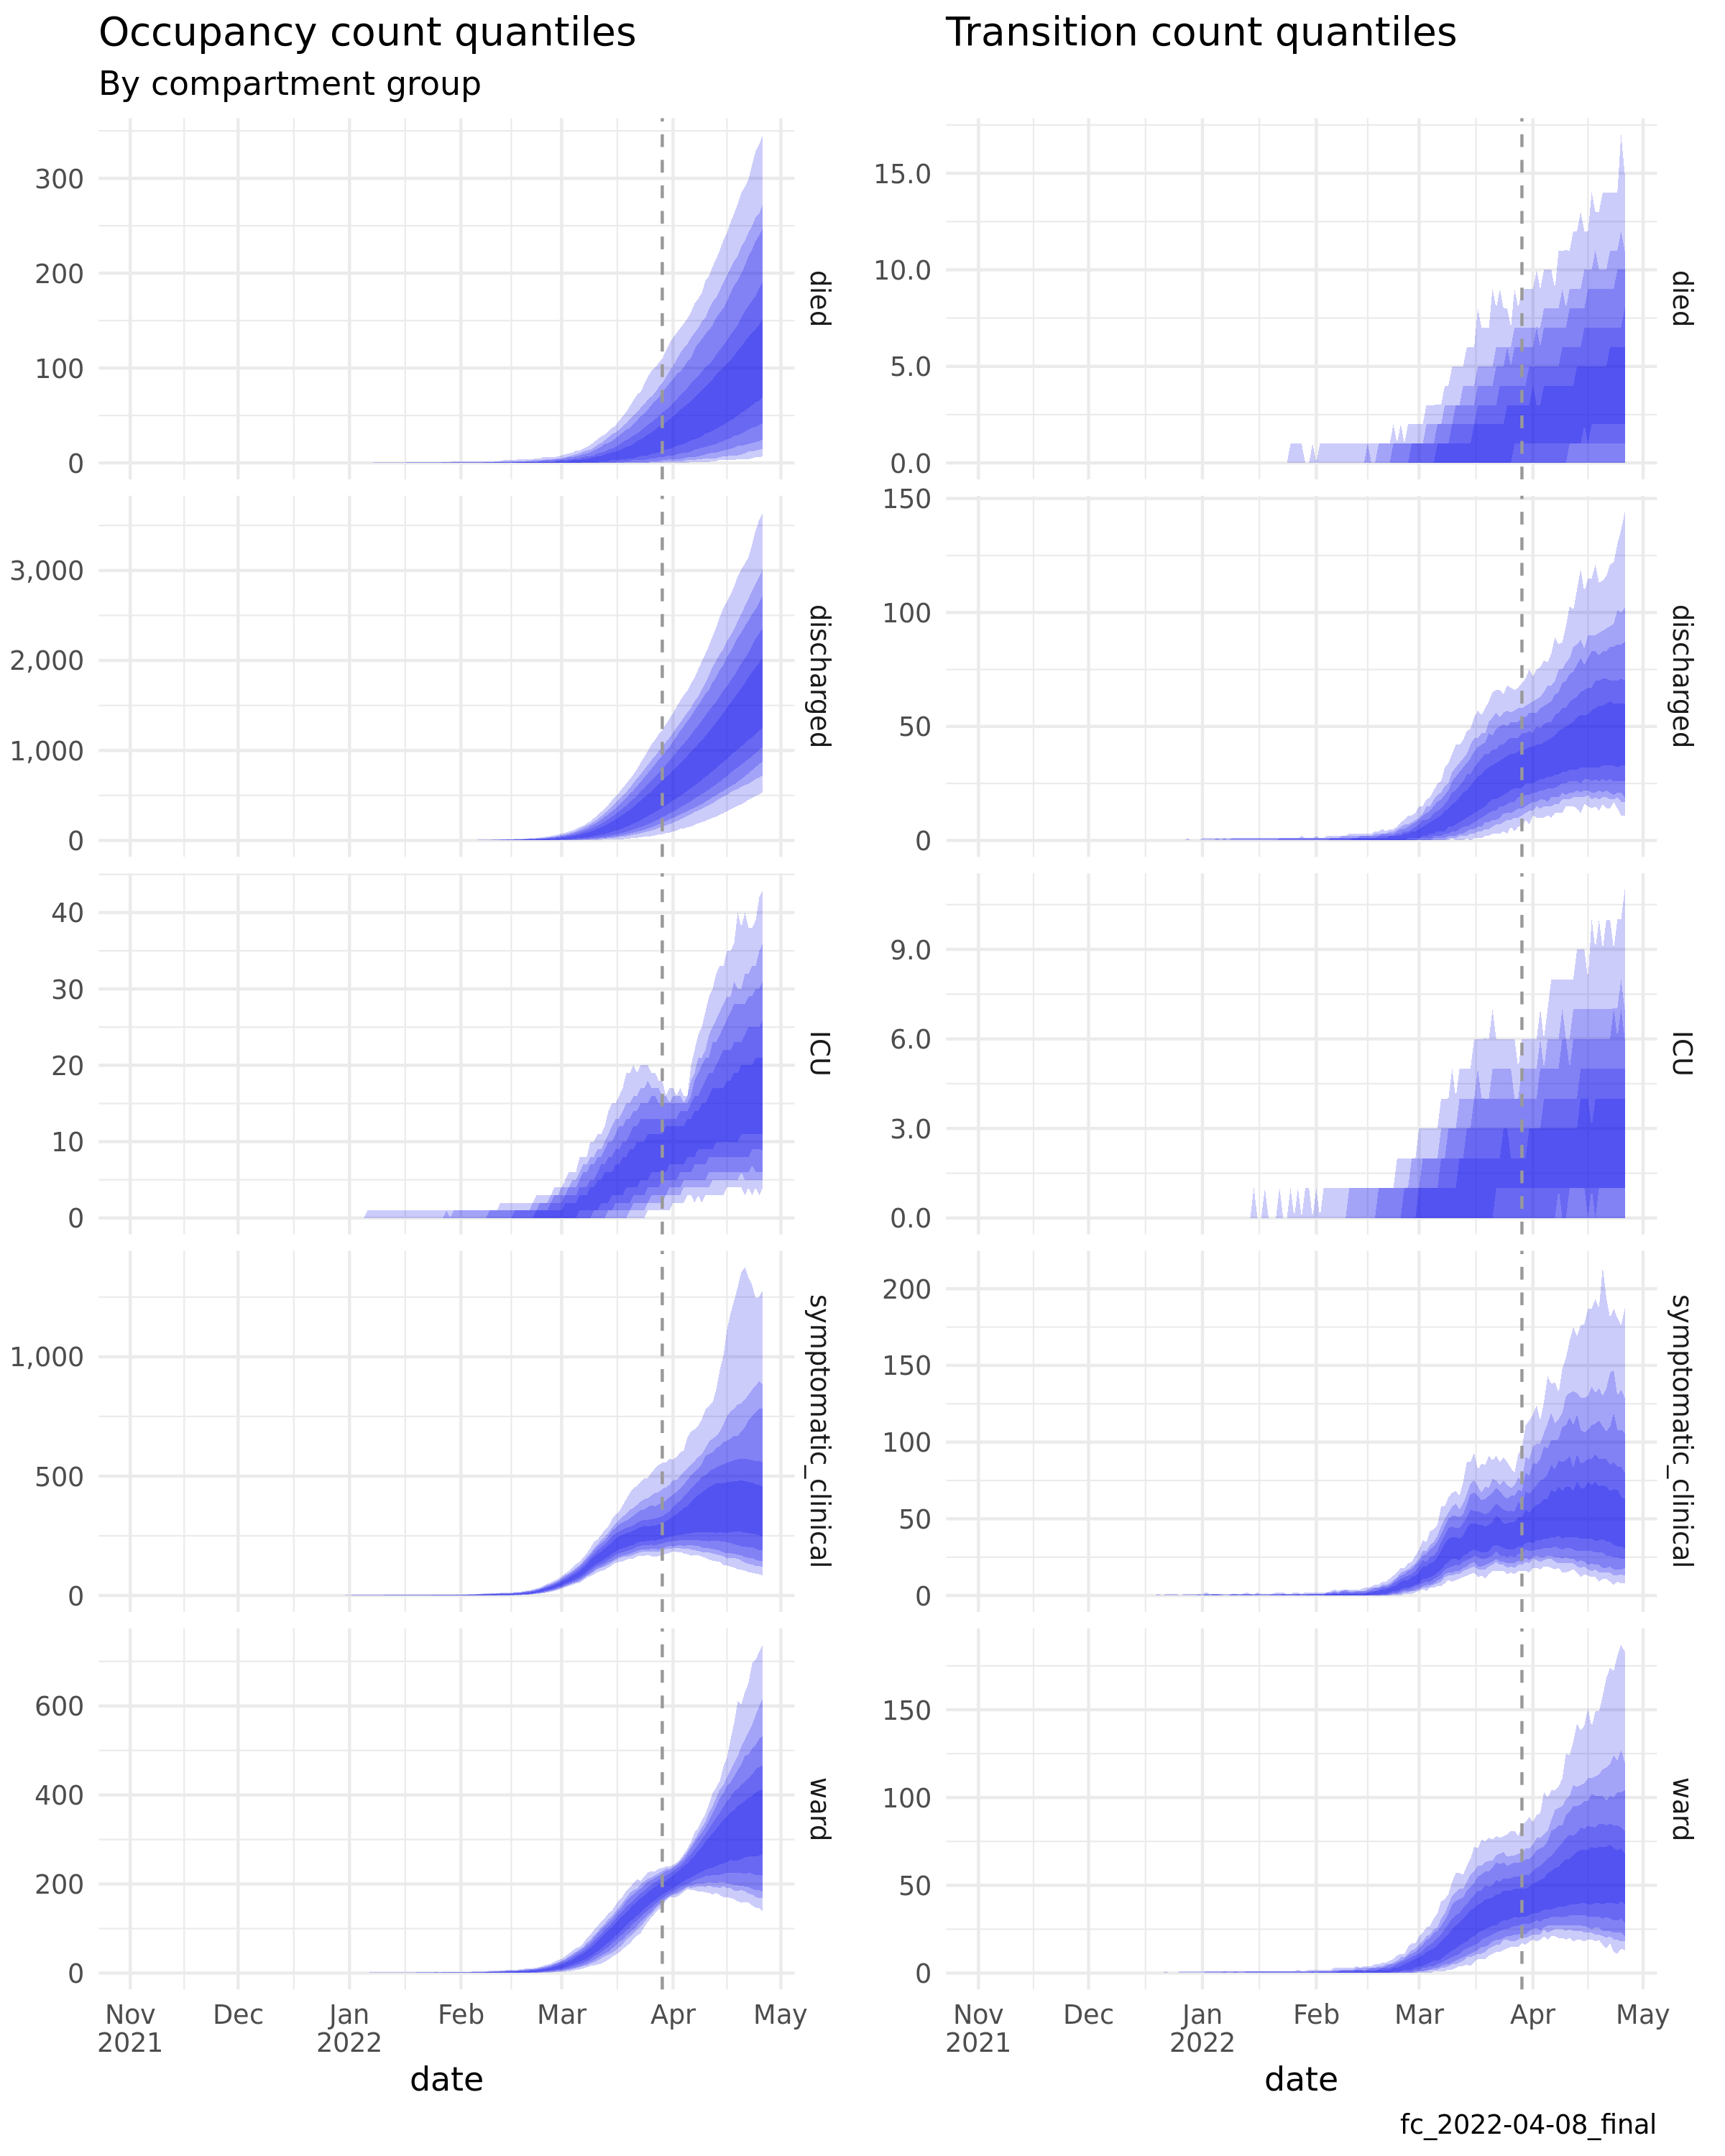 Occupancy count quantiles
By compartment group
Transition count quantiles
300
200
100
0
died
15.0
10.0
5.0
0.0
died
3,000
2,000
1,000
0
discharged
150
100
50
0
discharged
40
30
20
10
0
ICU
9.0
6.0
3.0
0.0
ICU
1,000
500
0
symptomatic_clinical
200
150
100
50
0
symptomatic_clinical
600
400
200
0
ward
150
100
50
0
ward
Nov Dec Jan Feb Mar Apr May
2021 2022
date
Nov Dec Jan Feb Mar Apr May
2021 2022
date
fc_2022-04-08_final